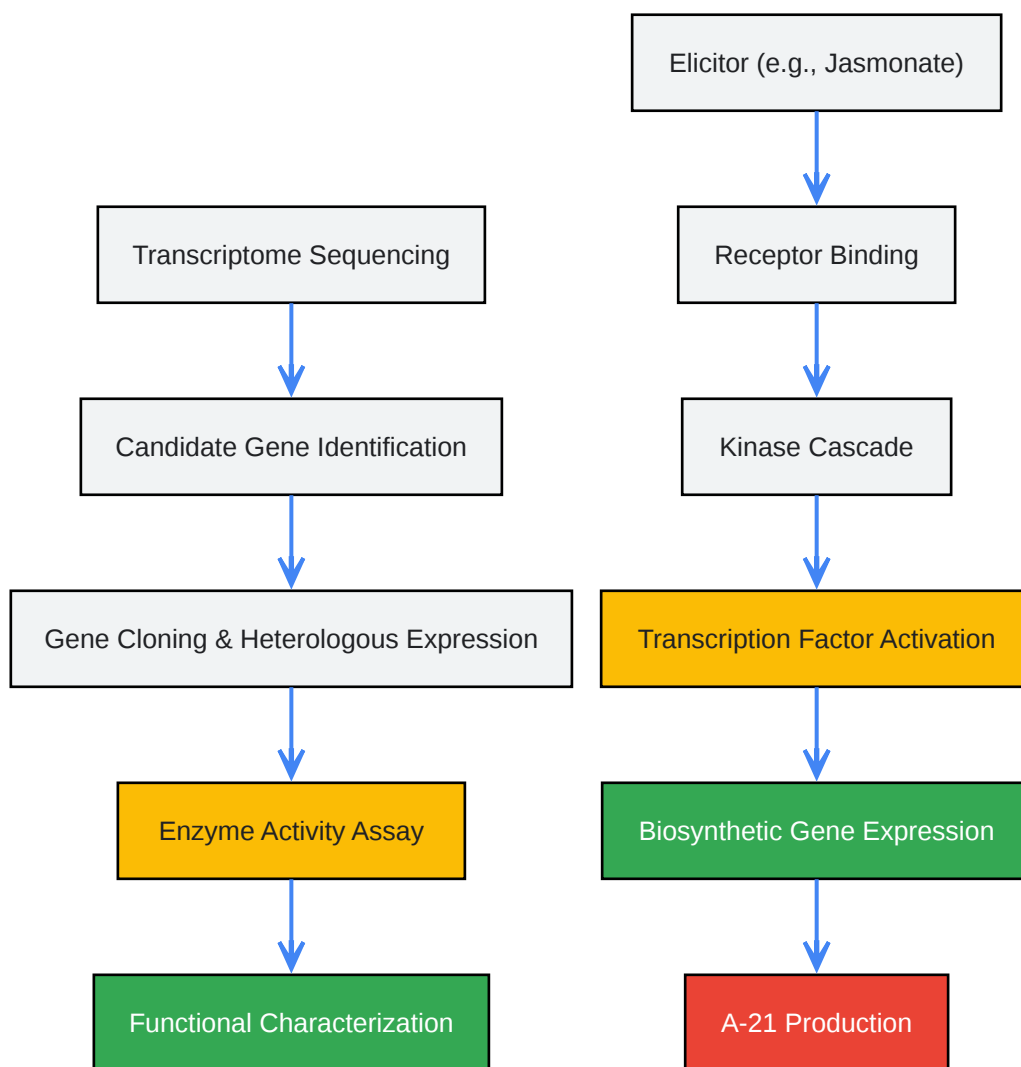 Elicitor (e.g., Jasmonate)
Transcriptome Sequencing
Receptor Binding
Candidate Gene Identification
Kinase Cascade
Gene Cloning & Heterologous Expression
Transcription Factor Activation
Enzyme Activity Assay
Biosynthetic Gene Expression
Functional Characterization
A-21 Production